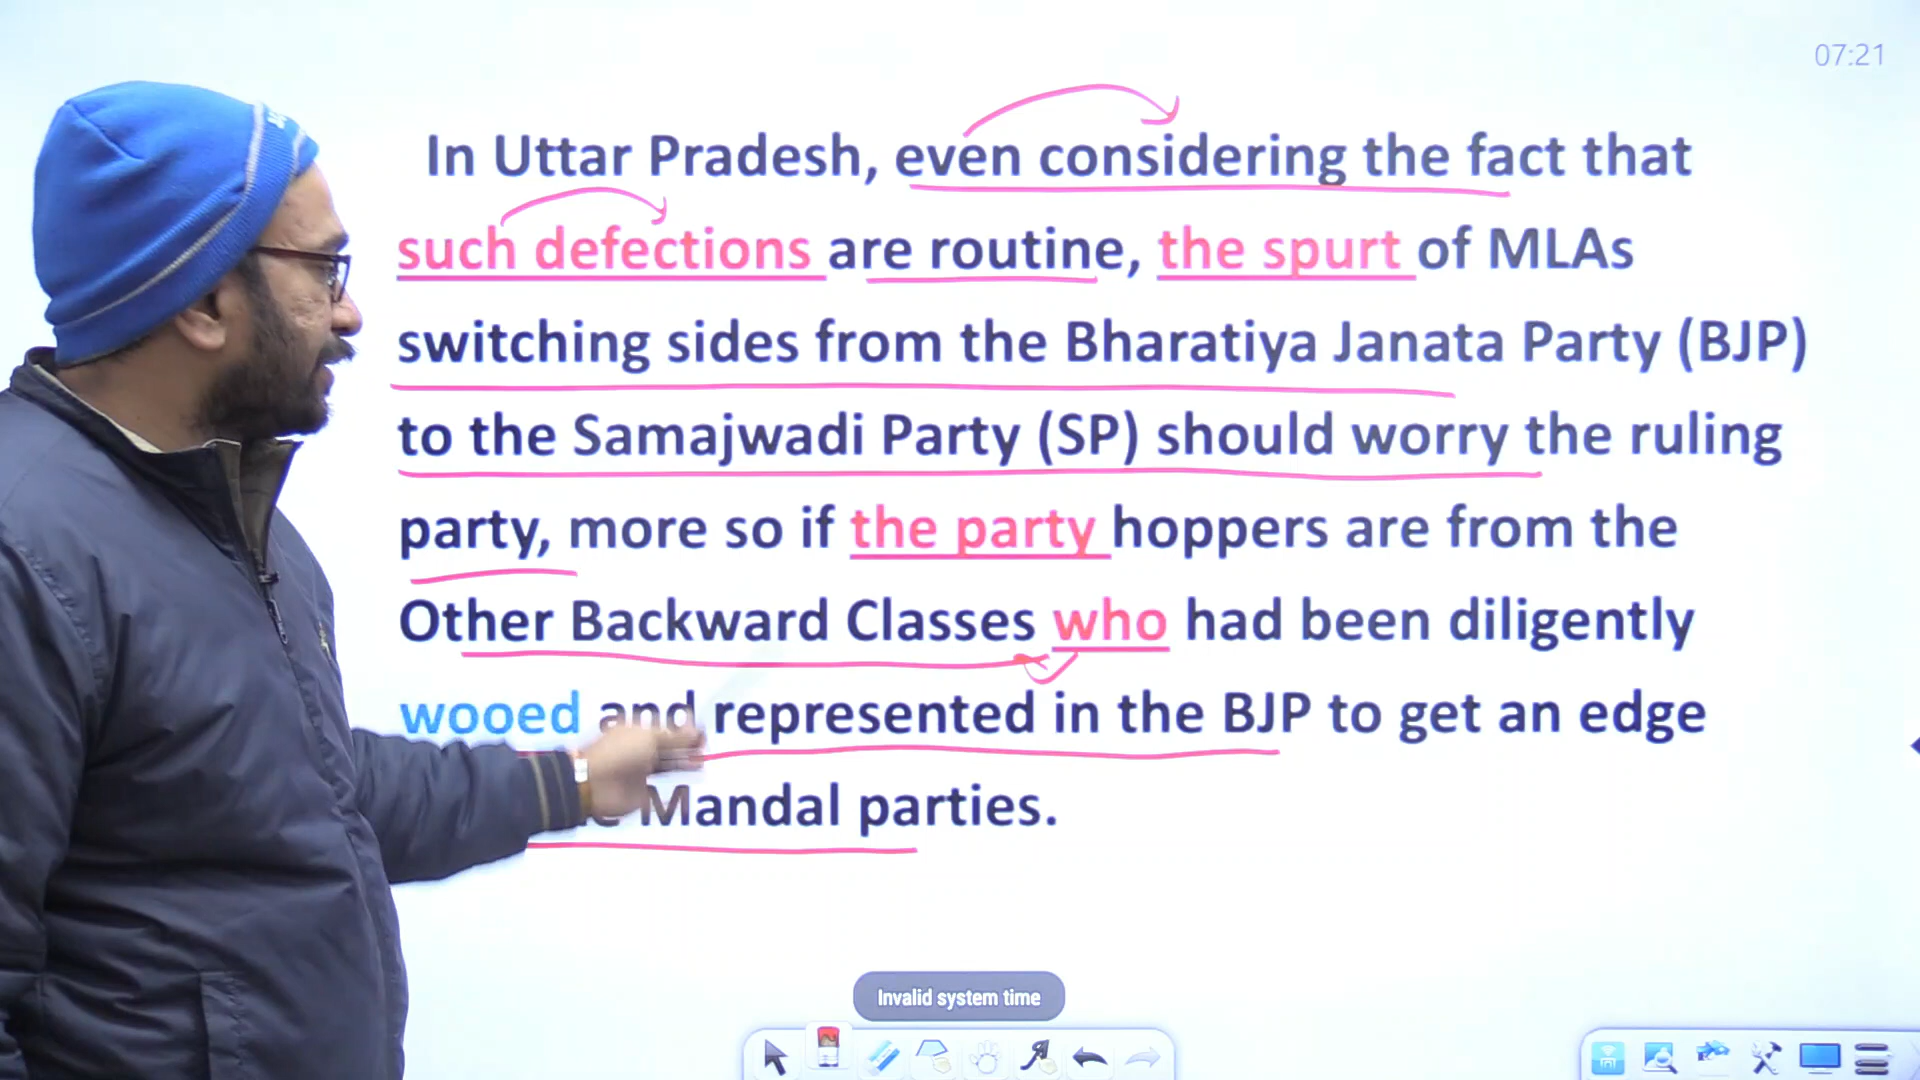 07:21
In Uttar Pradesh, even considering the fact that
such defections are routine, the spurt of MLAs
switching sides from the Bharatiya Janata Party (BJP)
to the Samajwadi Party (SP) should worry the ruling
party, more so if the party hoppers are from the
Other Backward Classes who had been diligently
wooed and represented in the BJP to get an edge
Mandal parties.
Invalid system time